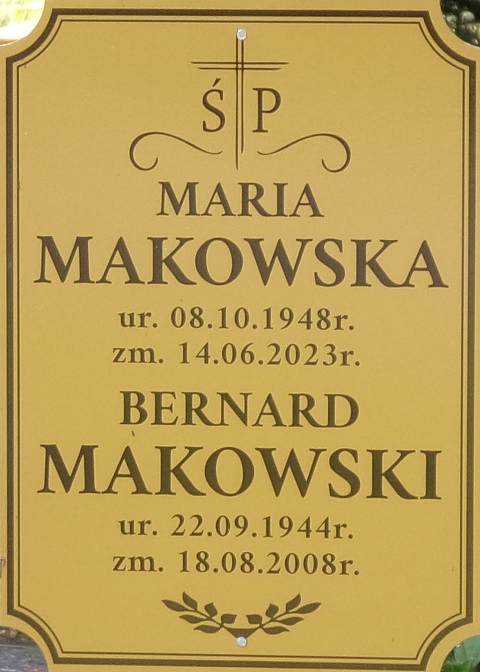 Ś P
MARIA
MAKOWSKA
ur. 08.10.1948r.
zm. 14.06.2023r.
BERNARD
MAKOWSKI
ur. 22.09.1944r.
zm. 18.08.2008r.